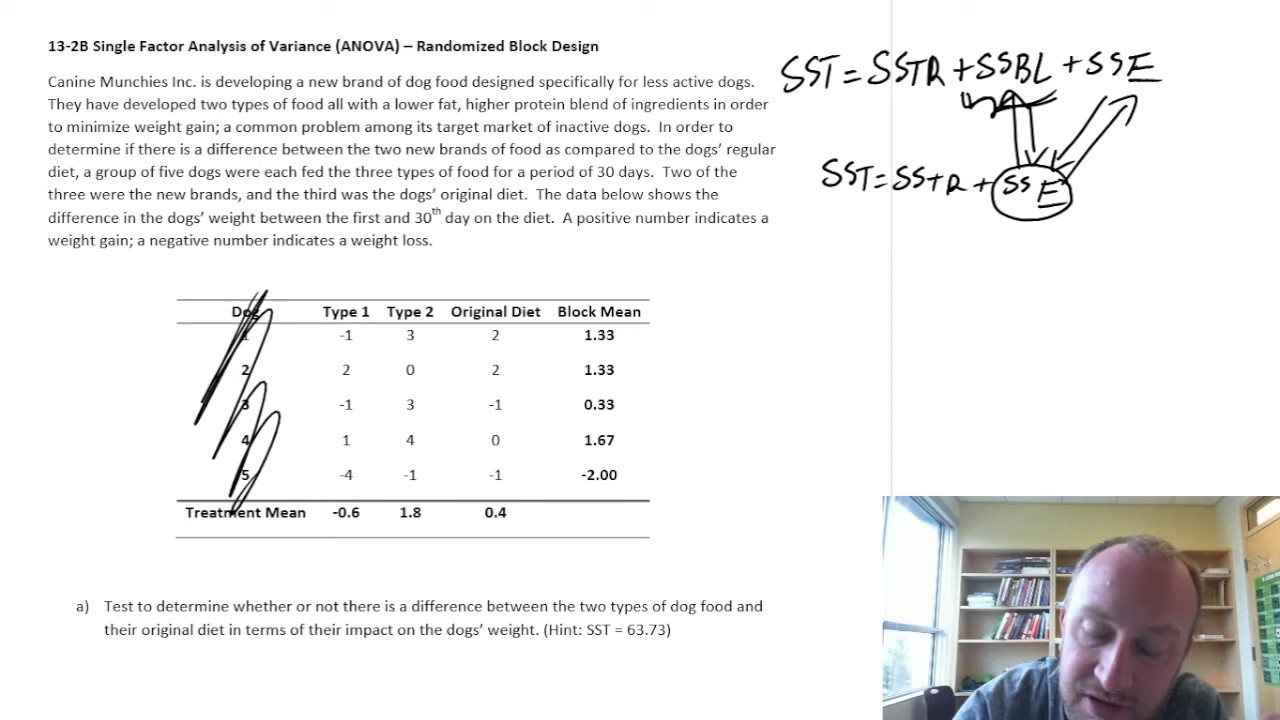 13-2B Single Factor Analysis of Variance (ANOVA) – Randomized Block Design
SST = SSTR + SSBL + SSE
Canine Munchies Inc. is developing a new brand of dog food designed specifically for less active dogs.
They have developed two types of food all with a lower fat, higher protein blend of ingredients in order
to minimize weight gain; a common problem among its target market of inactive dogs. In order to
determine if there is a difference between the two new brands of food as compared to the dogs' regular
diet, a group of five dogs were each fed the three types of food for a period of 30 days. Two of the
three were the new brands, and the third was the dogs' original diet. The data below shows the
difference in the dogs' weight between the first and 30th day on the diet. A positive number indicates a
weight gain; a negative number indicates a weight loss.
SST = SSTR + SSE
Dog Type 1 Type 2 Original Diet Block Mean
1 -1 3 2 1.33
2 2 0 2 1.33
3 -1 3 -1 0.33
4 1 4 0 1.67
5 -4 -1 -1 -2.00
Treatment Mean -0.6 1.8 0.4
a) Test to determine whether or not there is a difference between the two types of dog food and
their original diet in terms of their impact on the dogs' weight. (Hint: SST = 63.73)